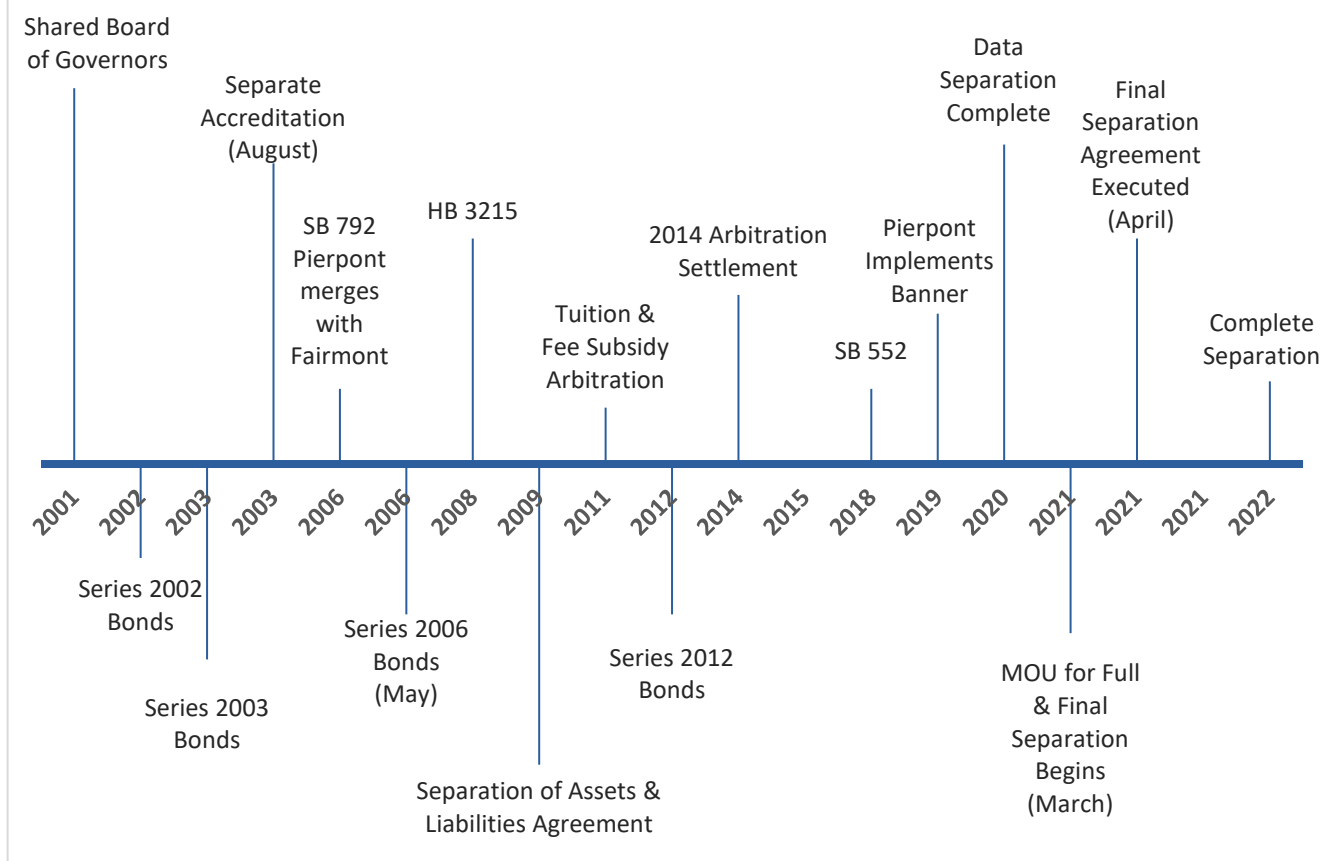 Shared Board
of Governors
Separate
Accreditation
(August)
SB 792
Pierpont
merges
with
Fairmont
HB 3215
Tuition &
Fee Subsidy
Arbitration
2014 Arbitration
Settlement
SB 552
Pierpont
Implements
Banner
Data
Separation
Complete
Final
Separation
Agreement
Executed
(April)
Complete
Separation
2001
2002
2003
2003
2006
2006
2008
2009
2011
2012
2014
2015
2018
2019
2020
2021
2021
2021
2022
Series 2002
Bonds
Series 2003
Bonds
Series 2006
Bonds
(May)
Separation of Assets &
Liabilities Agreement
Series 2012
Bonds
MOU for Full
& Final
Separation
Begins
(March)